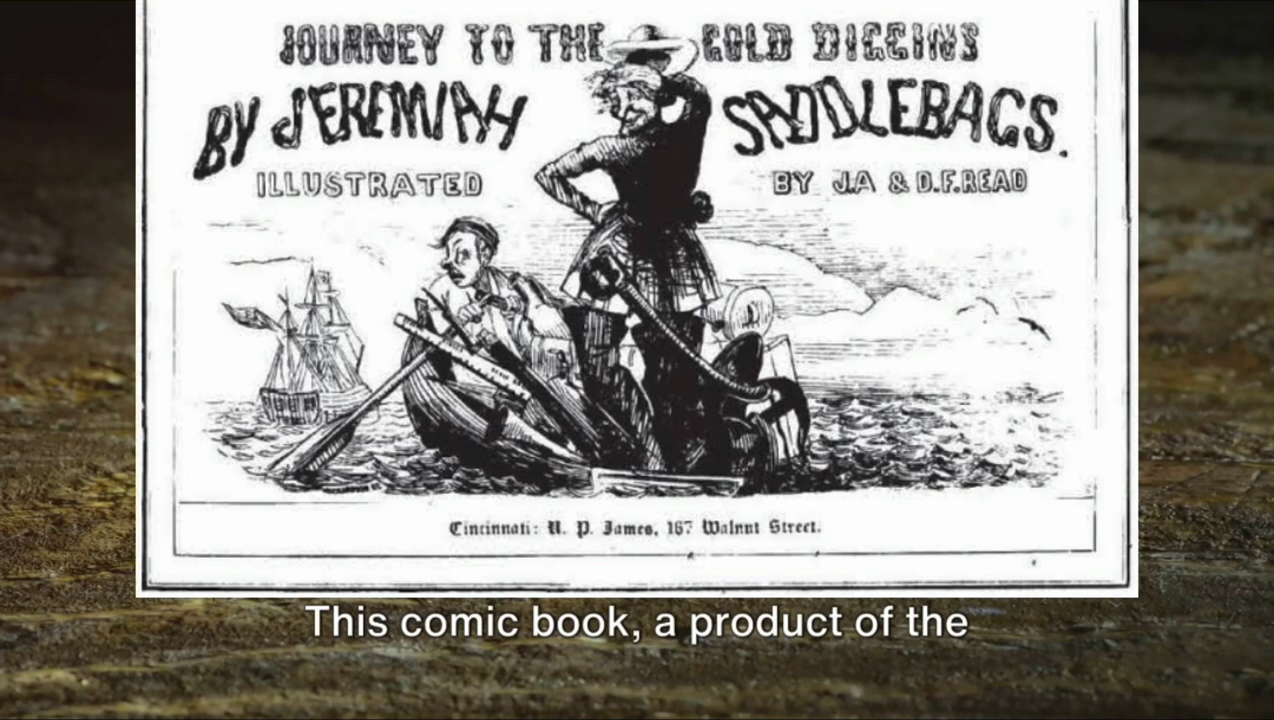 JOURNEY TO THE GOLD DIGGINS
BY JEREMIAH SADDLEBAGS.
ILLUSTRATED BY J.A & D.F.READ
Cincinnati: U. P. James, 167 Walnut Street.
This comic book, a product of the